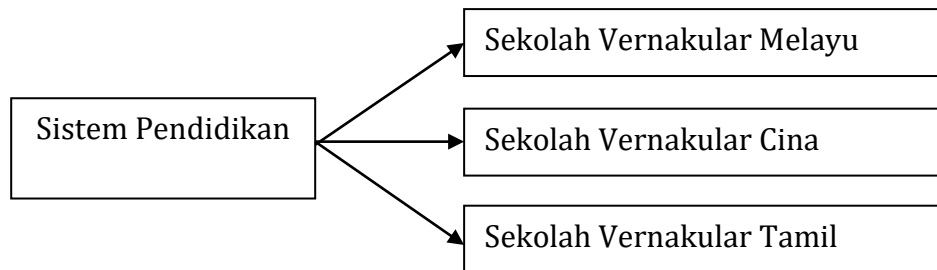 Sistem Pendidikan
Sekolah Vernakular Melayu
Sekolah Vernakular Cina
Sekolah Vernakular Tamil